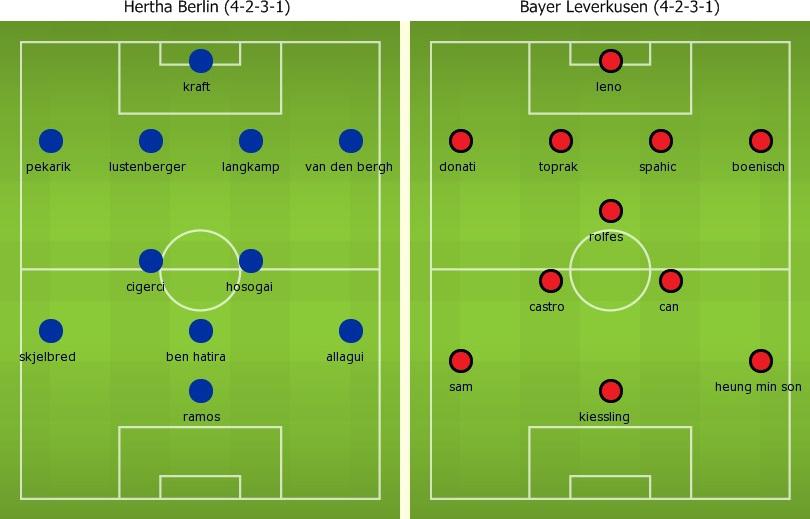 Hertha Berlin (4-2-3-1)
kraft
pekarik lustenberger langkamp van den bergh
cigerci hosogai
skjelbred ben hatira allagui
ramos
Bayer Leverkusen (4-2-3-1)
leno
donati toprak spahic boenisch
rolfes
castro can
sam heung min son
kiessling